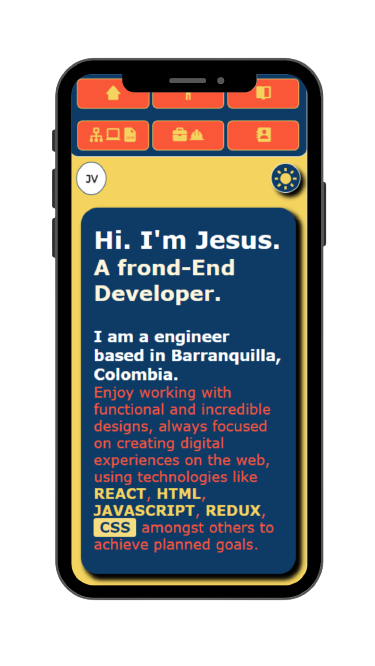 JV
Hi. I'm Jesus.
A frond-End
Developer.
I am a engineer
based in Barranquilla,
Colombia.
Enjoy working with
functional and incredible
designs, always focused
on creating digital
experiences on the web,
using technologies like
REACT, HTML,
JAVASCRIPT, REDUX,
CSS amongst others to
achieve planned goals.